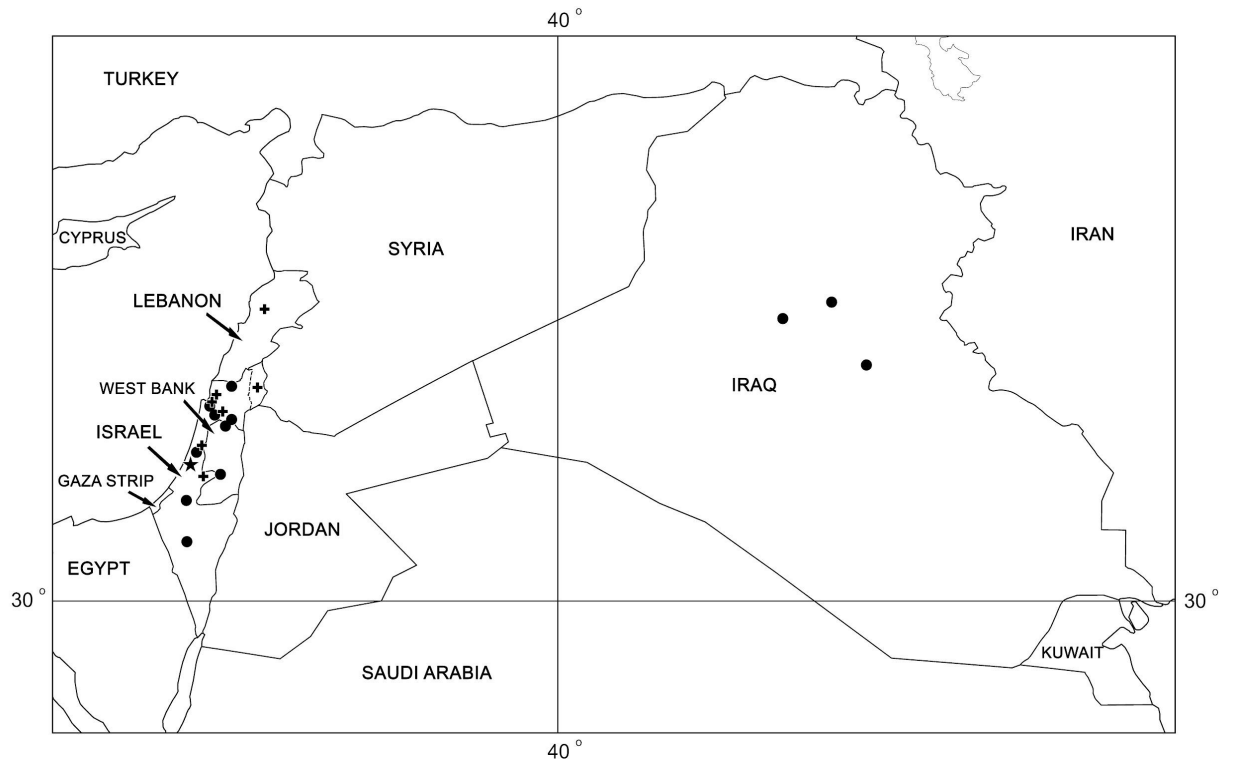 40 °
TURKEY
CYPRUS
SYRIA
IRAN
LEBANON
WEST BANK
IRAQ
ISRAEL
GAZA STRIP
JORDAN
EGYPT
30 °
30 °
KUWAIT
SAUDI ARABIA
40 °